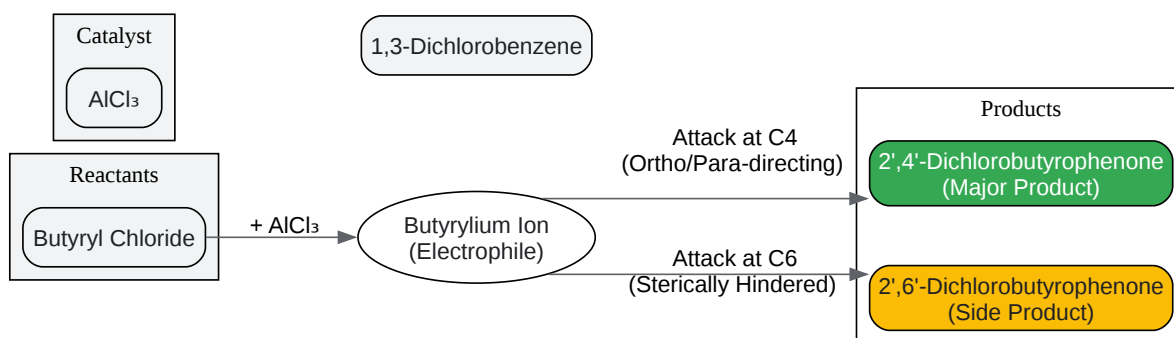 Catalyst
AlCl₃
1,3-Dichlorobenzene
Reactants
Butyryl Chloride
+ AlCl₃
Butyrylium Ion
(Electrophile)
Attack at C4
(Ortho/Para-directing)
Attack at C6
(Sterically Hindered)
Products
2',4'-Dichlorobutyrophenone
(Major Product)
2',6'-Dichlorobutyrophenone
(Side Product)